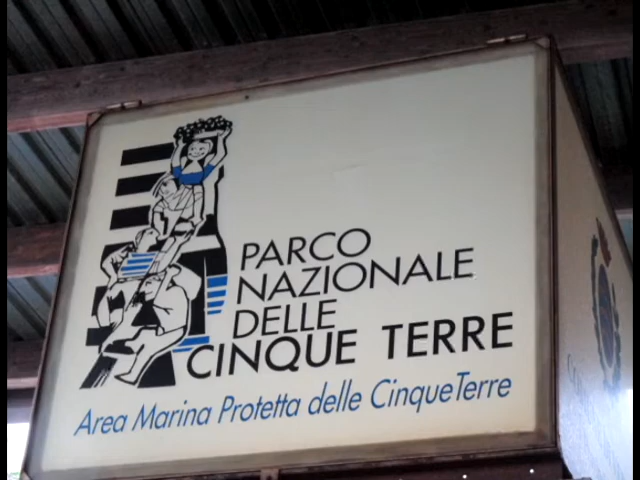 PARCO
NAZIONALE
DELLE
CINQUE TERRE
Area Marina Protetta delle CinqueTerre